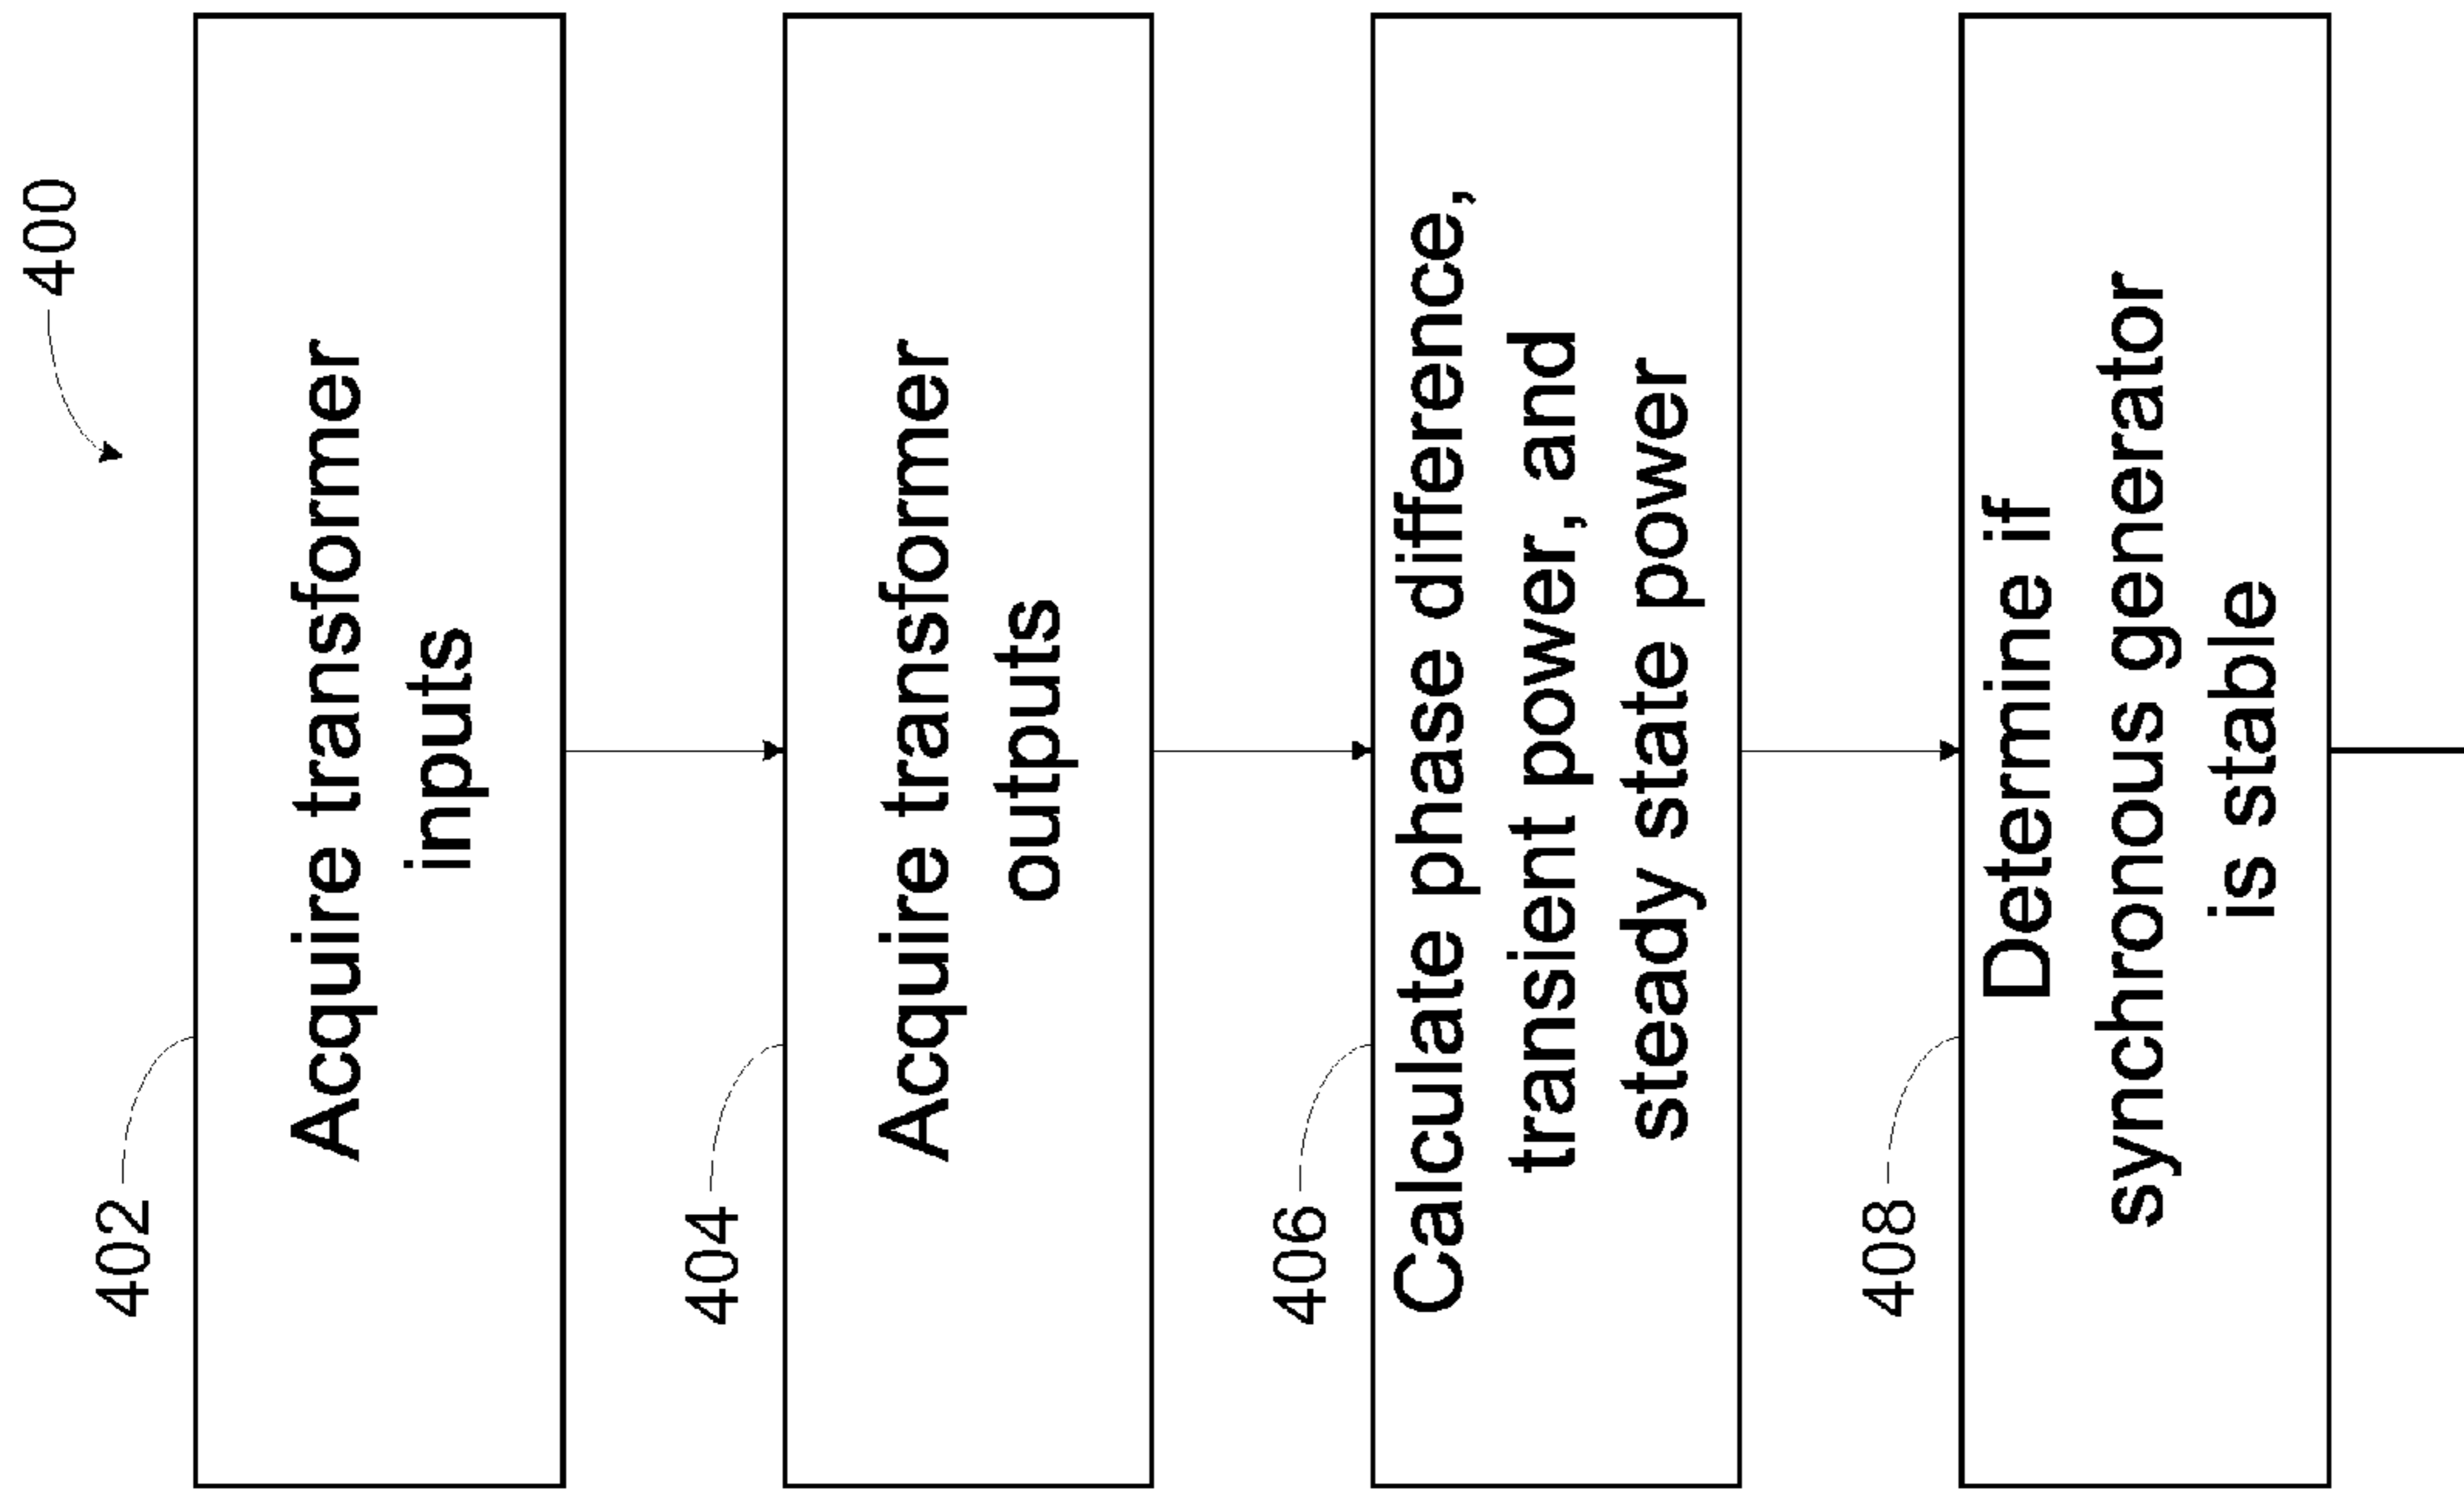 400
402
Acquire transformer
inputs
404
Acquire transformer
outputs
406
Calculate phase difference,
transient power, and
steady state power
408
Determine if
synchronous generator
is stable